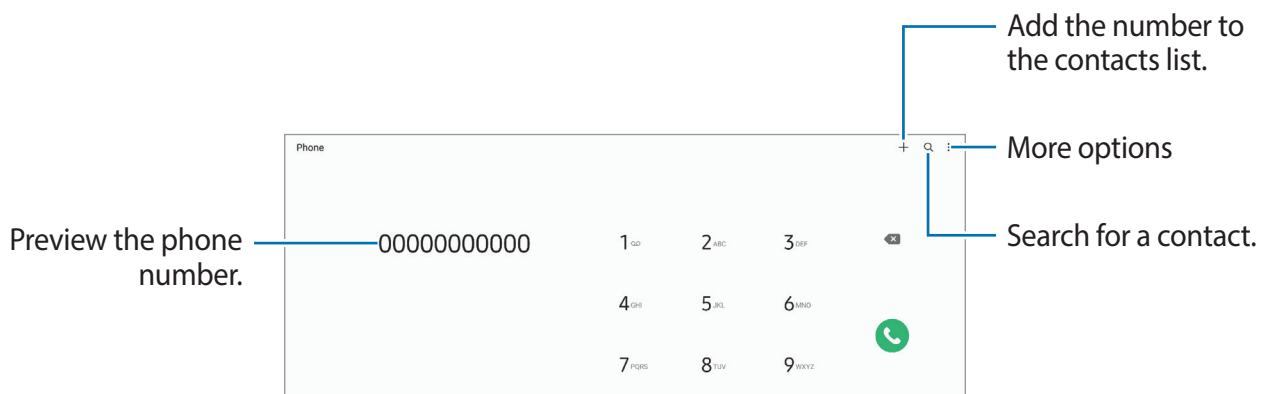 Add the number to
the contacts list.
Phone
More options
Preview the phone
number.
00000000000
1
2 ABC
3 DEF
Search for a contact.
4 GHI
5 JKL
6 MNO
7 PQRS
8 TUV
9 WXYZ